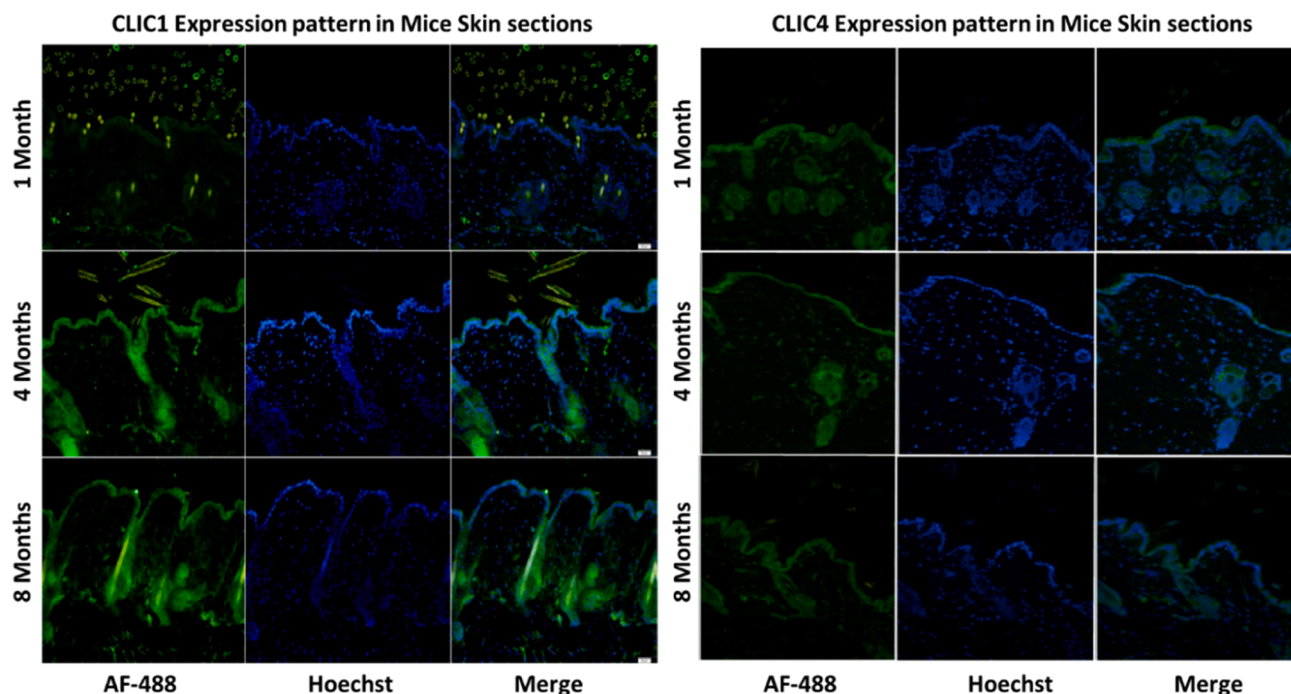 CLIC1 Expression pattern in Mice Skin sections
1 Month
4 Months
8 Months
AF-488 Hoechst Merge
CLIC4 Expression pattern in Mice Skin sections
1 Month
4 Months
8 Months
AF-488 Hoechst Merge